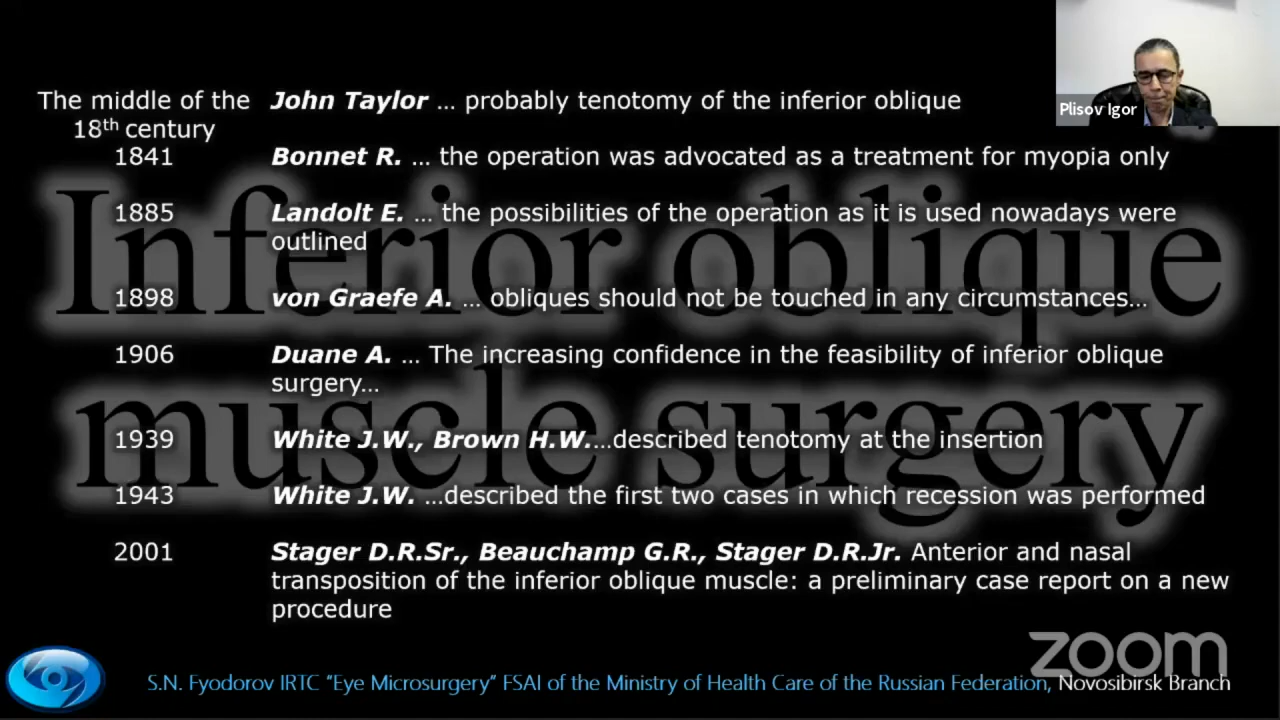 Plisov Igor
The middle of the
18th century
John Taylor … probably tenotomy of the inferior oblique
1841
Bonnet R. … the operation was advocated as a treatment for myopia only
1885
Landolt E. … the possibilities of the operation as it is used nowadays were
outlined
1898
von Graefe A. … obliques should not be touched in any circumstances…
1906
Duane A. … The increasing confidence in the feasibility of inferior oblique
surgery…
1939
White J.W., Brown H.W.…described tenotomy at the insertion
1943
White J.W. …described the first two cases in which recession was performed
2001
Stager D.R.Sr., Beauchamp G.R., Stager D.R.Jr. Anterior and nasal
transposition of the inferior oblique muscle: a preliminary case report on a new
procedure
Inferior oblique
muscle surgery
zoom
S.N. Fyodorov IRTC “Eye Microsurgery” FSAI of the Ministry of Health Care of the Russian Federation, Novosibirsk Branch